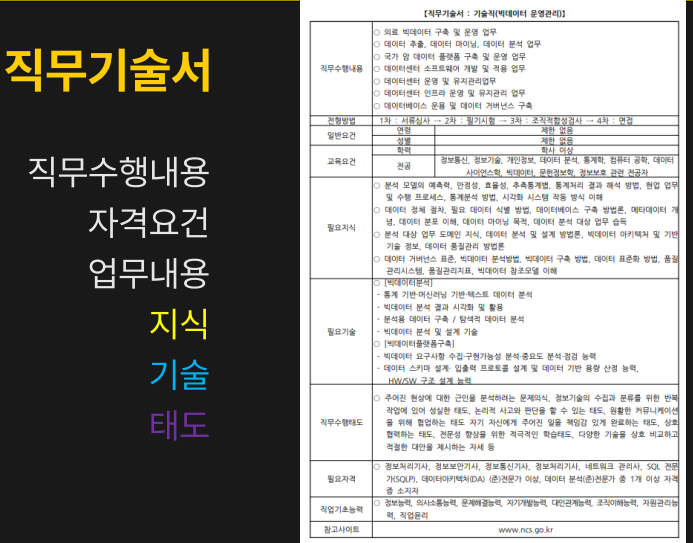 직무기술서
직무수행내용
자격요건
업무내용
지식
기술
태도
【직무기술서 : 기술직(빅데이터 운영관리)】
직무수행내용
○ 의료 빅데이터 구축 및 운영 업무
○ 데이터 추출, 데이터 마이닝, 데이터 분석 업무
○ 국가 암 데이터 플랫폼 구축 및 운영 업무
○ 데이터센터 소프트웨어 개발 및 적용 업무
○ 데이터센터 운영 및 유지관리업무
○ 데이터센터 인프라 운영 및 유지관리 업무
○ 데이터베이스 운용 및 데이터 거버넌스 구축
전형방법 1차 : 서류심사 → 2차 : 필기시험 → 3차 : 조직적합성검사 → 4차 : 면접
일반요건
연령 제한 없음
성별 제한 없음
교육요건
학력 학사 이상
전공
정보통신, 정보기술, 개인정보, 데이터 분석, 통계학, 컴퓨터 공학, 데이터
사이언스학, 빅데이터, 문헌정보학, 정보보호 관련 전공자
필요지식
○ 분석 모델의 예측력, 안정성, 효율성, 추측통계법, 통계처리 결과 해석 방법, 현업 업무
및 수행 프로세스, 통계분석 방법, 시각화 시스템 작동 방식 이해
○ 데이터 정체 절차, 필요 데이터 식별 방법, 데이터베이스 구축 방법론, 메타데이터 개
념, 데이터 분포 이해, 데이터 마이닝 목적, 데이터 분석 대상 업무 습득
○ 분석 대상 업무 도메인 지식, 데이터 분석 및 설계 방법론, 빅데이터 아키텍처 및 기반
기술 정보, 데이터 품질관리 방법론
○ 데이터 거버넌스 표준, 빅데이터 분석방법, 빅데이터 구축 방법, 데이터 표준화 방법, 품질
관리시스템, 품질관리지표, 빅데이터 참조모델 이해
필요기술
○ [빅데이터분석]
- 통계 기반·머신러닝 기반·텍스트 데이터 분석
- 빅데이터 분석 결과 시각화 및 활용
- 분석용 데이터 구축 / 탐색적 데이터 분석
- 빅데이터 분석 및 설계 기술
○ [빅데이터플랫폼구축]
- 빅데이터 요구사항 수집·구현가능성 분석·중요도 분석·점검 능력
- 데이터 스키마 설계· 입출력 프로토콜 설계 및 데이터 기반 용량 산정 능력,
HW/SW 구조 설계 능력
직무수행태도
○ 주어진 현상에 대한 근인을 분석하려는 문제의식, 정보기술의 수집과 분류를 위한 반복
작업에 있어 성실한 태도, 논리적 사고와 판단을 할 수 있는 태도, 원활한 커뮤니케이션
을 위해 협업하는 태도 자기 자신에게 주어진 일을 책임감 있게 완료하는 태도, 상호
협력하는 태도, 전문성 향상을 위한 적극적인 학습태도, 다양한 기술을 상호 비교하고
적절한 대안을 제시하는 자세 등
필요자격
○ 정보처리기사, 정보보안기사, 정보통신기사, 정보처리기사, 네트워크 관리사, SQL 전문
가(SQLP), 데이터아키텍처(DA) (준)전문가 이상, 데이터 분석(준)전문가 중 1개 이상 자격
증 소지자
직업기초능력
○ 정보능력, 의사소통능력, 문제해결능력, 자기개발능력, 대인관계능력, 조직이해능력, 자원관리능
력, 직업윤리
참고사이트 www.ncs.go.kr